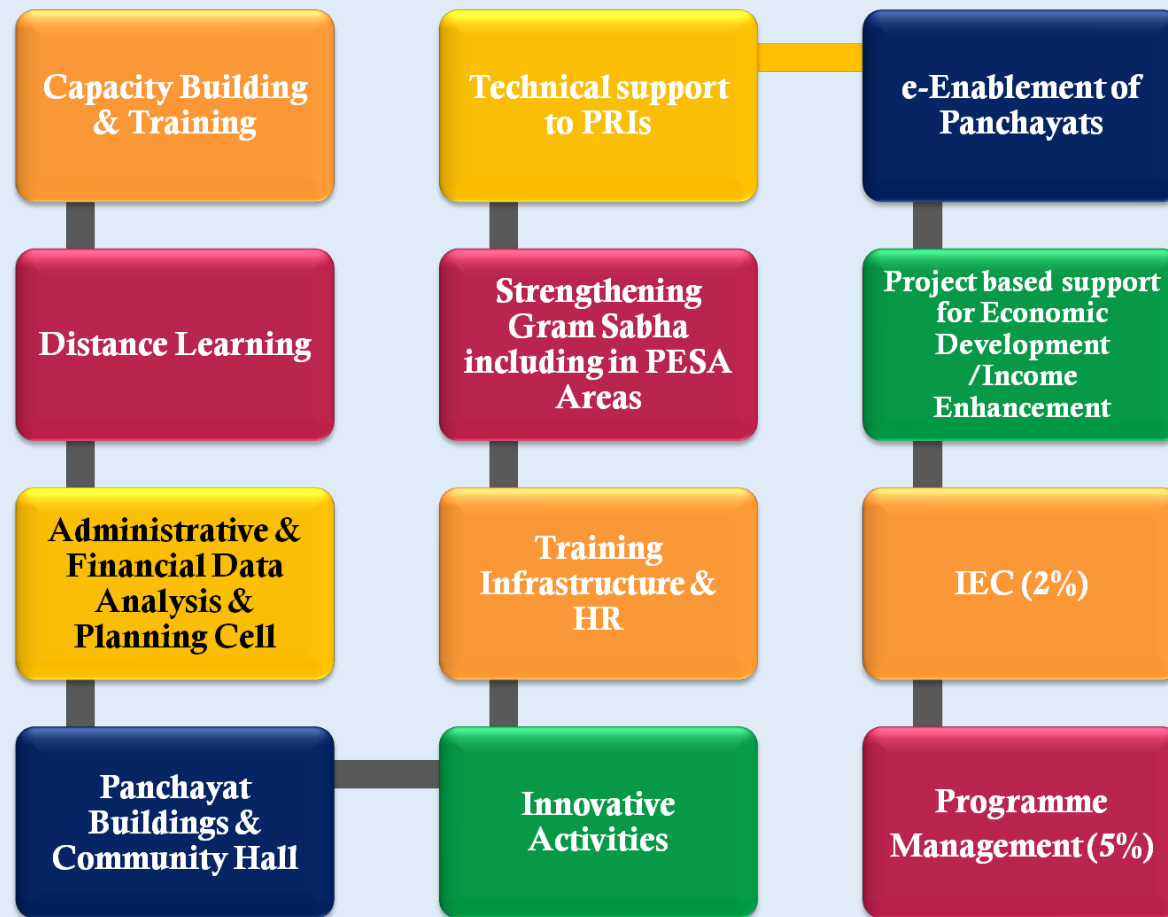 Capacity Building
& Training
Distance Learning
Administrative &
Financial Data
Analysis &
Planning Cell
Panchayat
Buildings &
Community Hall
Innovative
Activities
Training
Infrastructure &
HR
Strengthening
Gram Sabha
including in PESA
Areas
Technical support
to PRIs
e-Enablement of
Panchayats
Project based support
for Economic
Development
/Income
Enhancement
IEC (2%)
Programme
Management (5%)